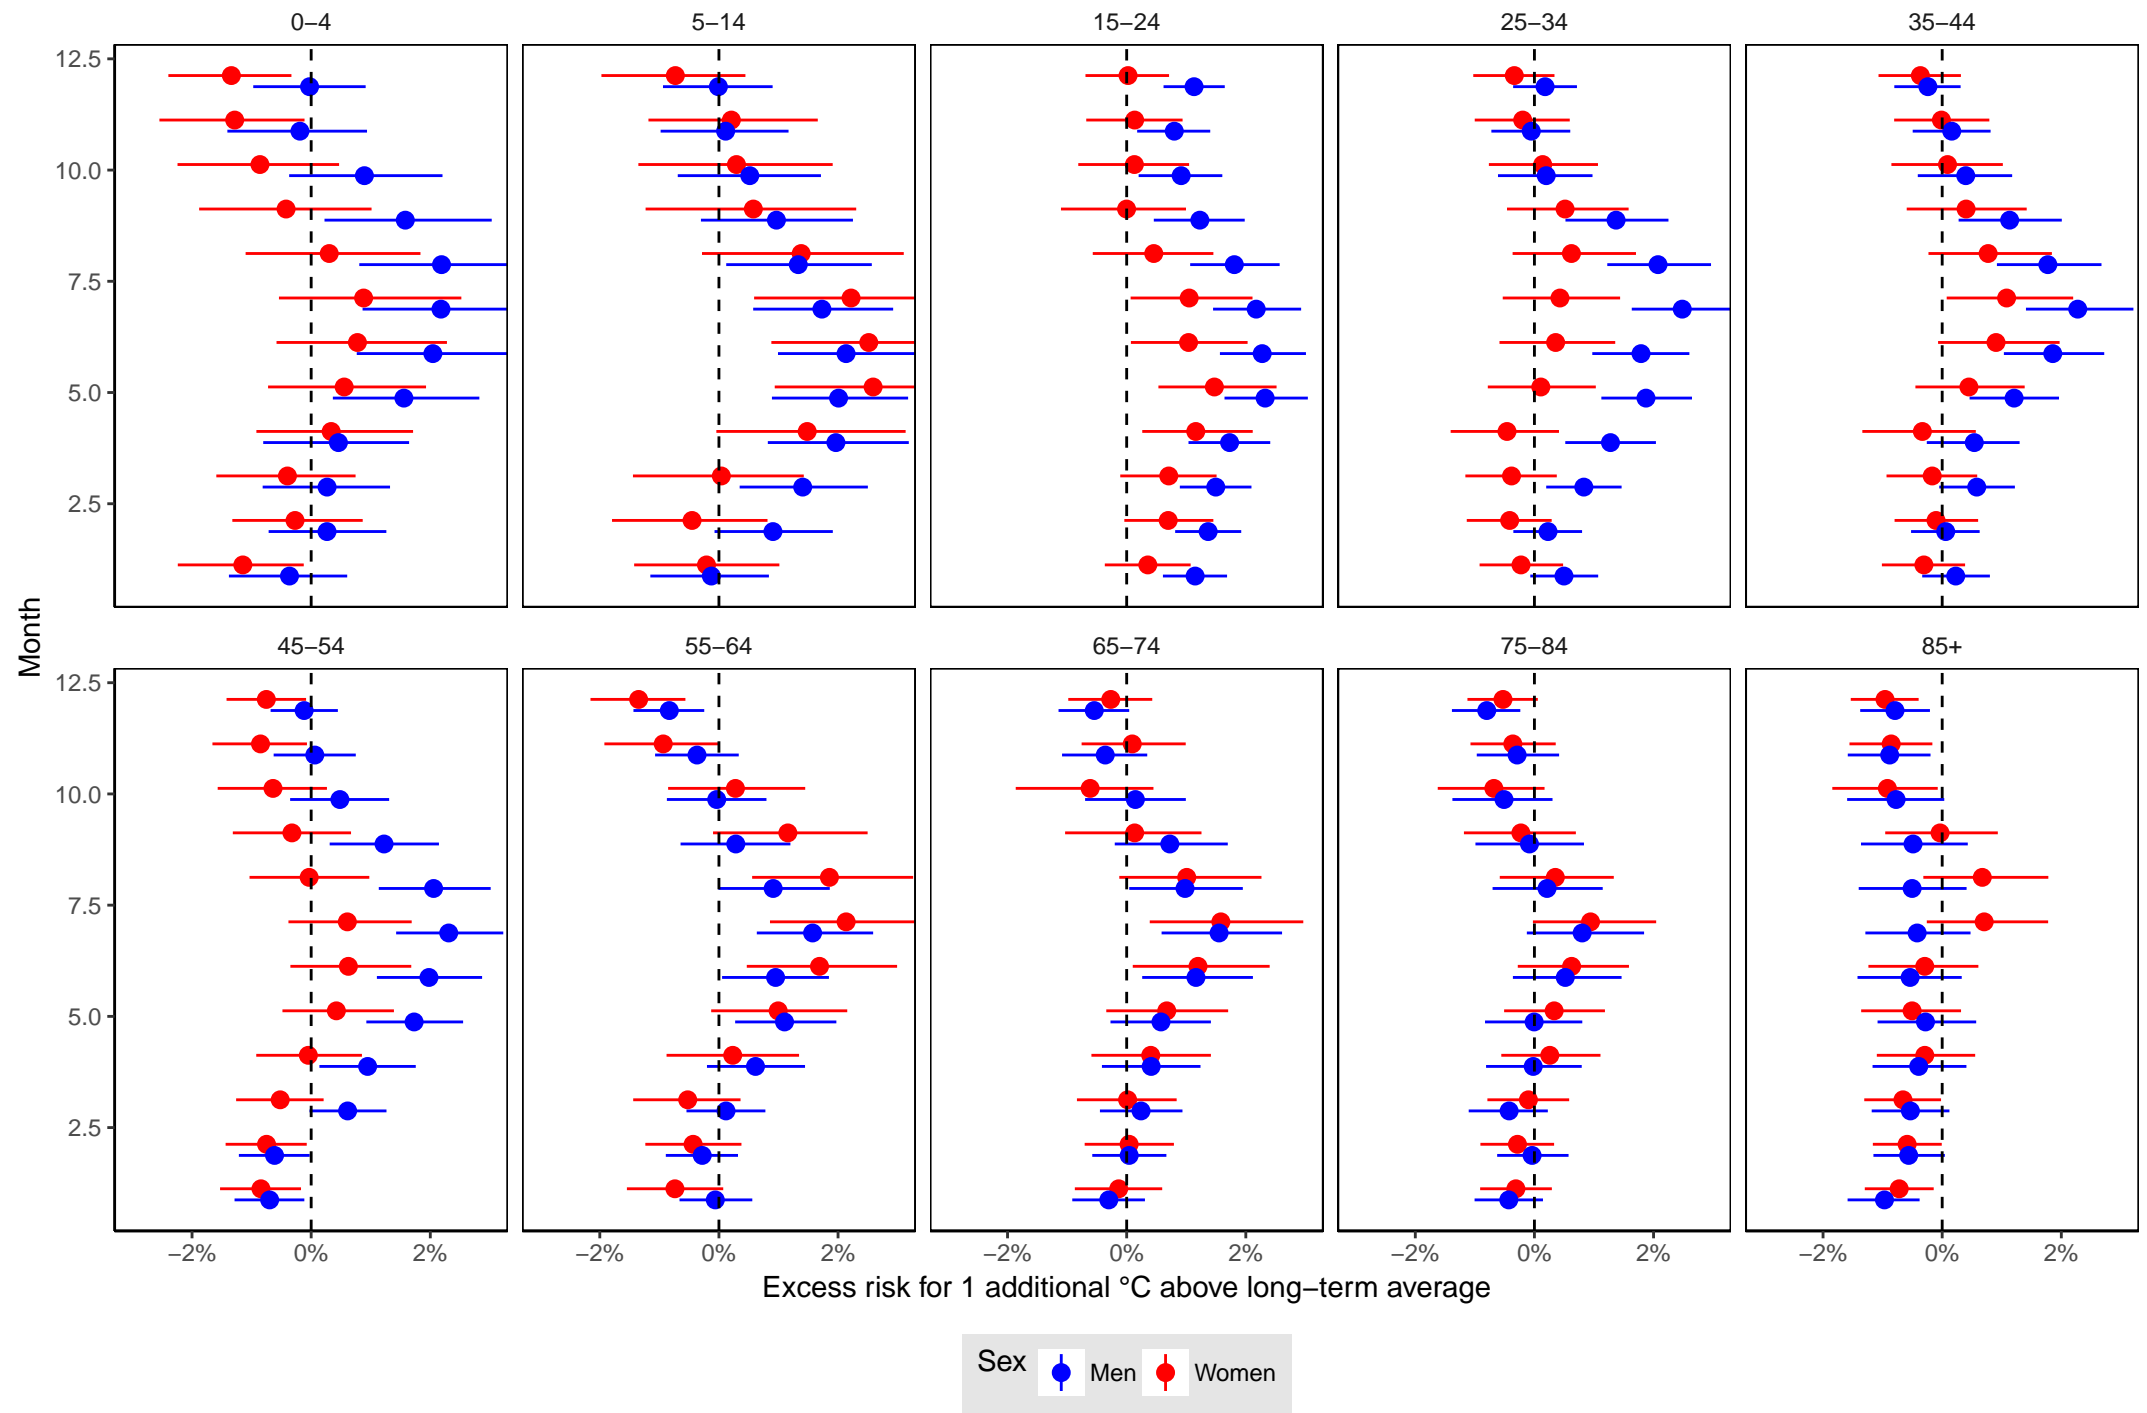 0–4 5–14 15–24 25–34 35–44
12.5
10.0
7.5
5.0
2.5
Month
45–54 55–64 65–74 75–84 85+
12.5
10.0
7.5
5.0
2.5
−2% 0% 2% −2% 0% 2% −2% 0% 2% −2% 0% 2% −2% 0% 2%
Excess risk for 1 additional °C above long−term average
Sex Men Women